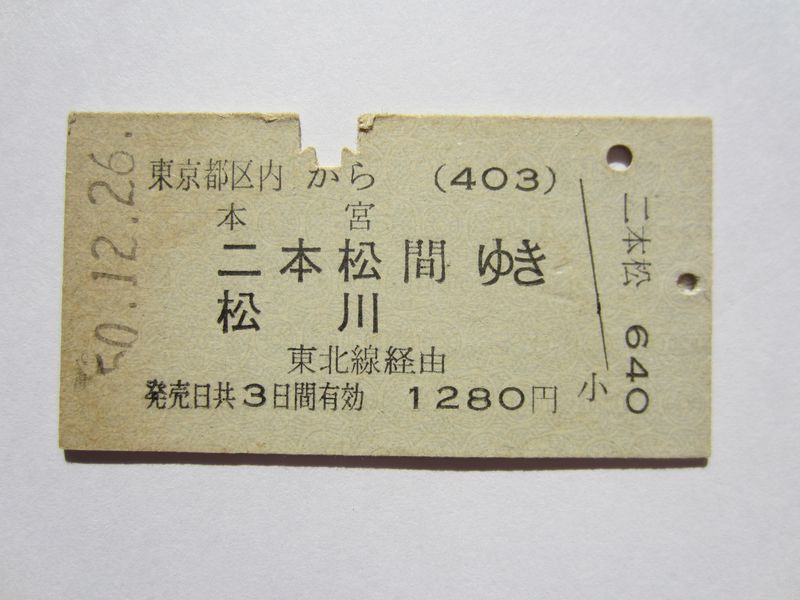 50.12.26.
東京都区内 から (403)
本宮
二本松間 ゆき
松川
東北線経由
発売日共3日間有効 1280円
小
二本松 640